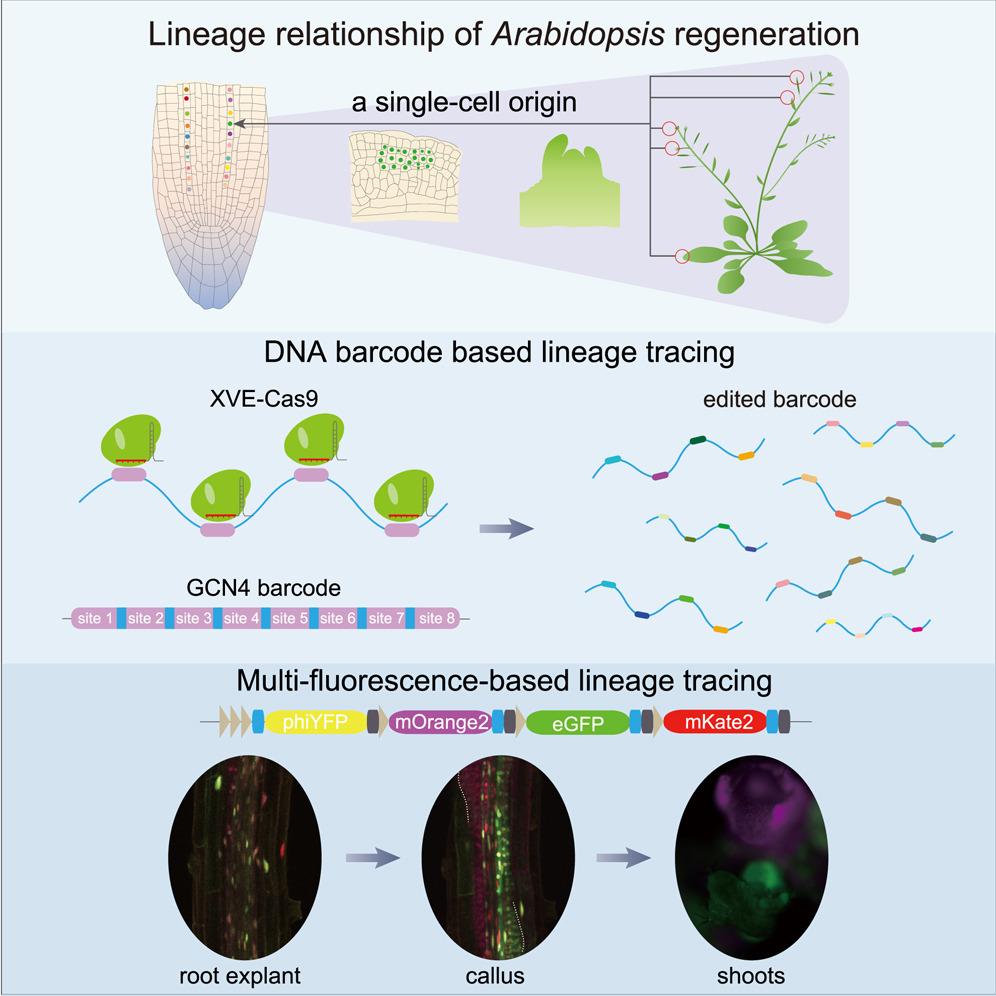 Lineage relationship of Arabidopsis regeneration
a single-cell origin
DNA barcode based lineage tracing
XVE-Cas9
edited barcode
GCN4 barcode
site 1 site 2 site 3 site 4 site 5 site 6 site 7 site 8
Multi-fluorescence-based lineage tracing
phiYFP mOrange2 eGFP mKate2
root explant callus shoots